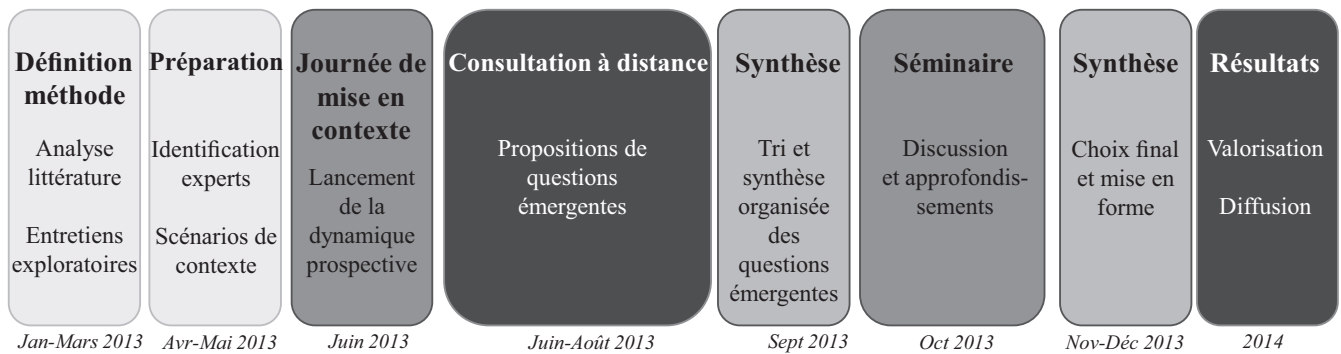 Définition
méthode
Analyse
littérature
Entretiens
exploratoires
Jan-Mars 2013
Préparation
Identification
experts
Scénarios de
contexte
Avr-Mai 2013
Journée de
mise en
contexte
Lancement
de la
dynamique
prospective
Juin 2013
Consultation à distance
Propositions de
questions
émergentes
Juin-Août 2013
Synthèse
Tri et
synthèse
organisée
des
questions
émergentes
Sept 2013
Séminaire
Discussion
et approfondis-
sements
Oct 2013
Synthèse
Choix final
et mise en
forme
Nov-Déc 2013
Résultats
Valorisation
Diffusion
2014